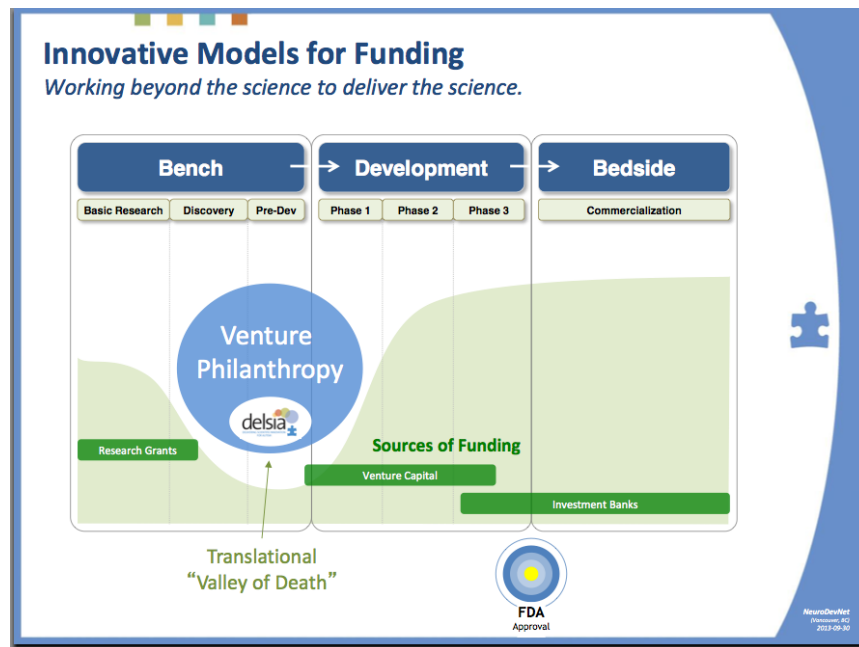 Innovative Models for Funding
Working beyond the science to deliver the science.
Bench
Development
Bedside
Basic Research
Discovery
Pre-Dev
Phase 1
Phase 2
Phase 3
Commercialization
Venture
Philanthropy
delsia
Sources of Funding
Research Grants
Venture Capital
Investment Banks
Translational
“Valley of Death”
FDA
Approval
NeuroDevNet
(Vancouver, BC)
2013-09-30